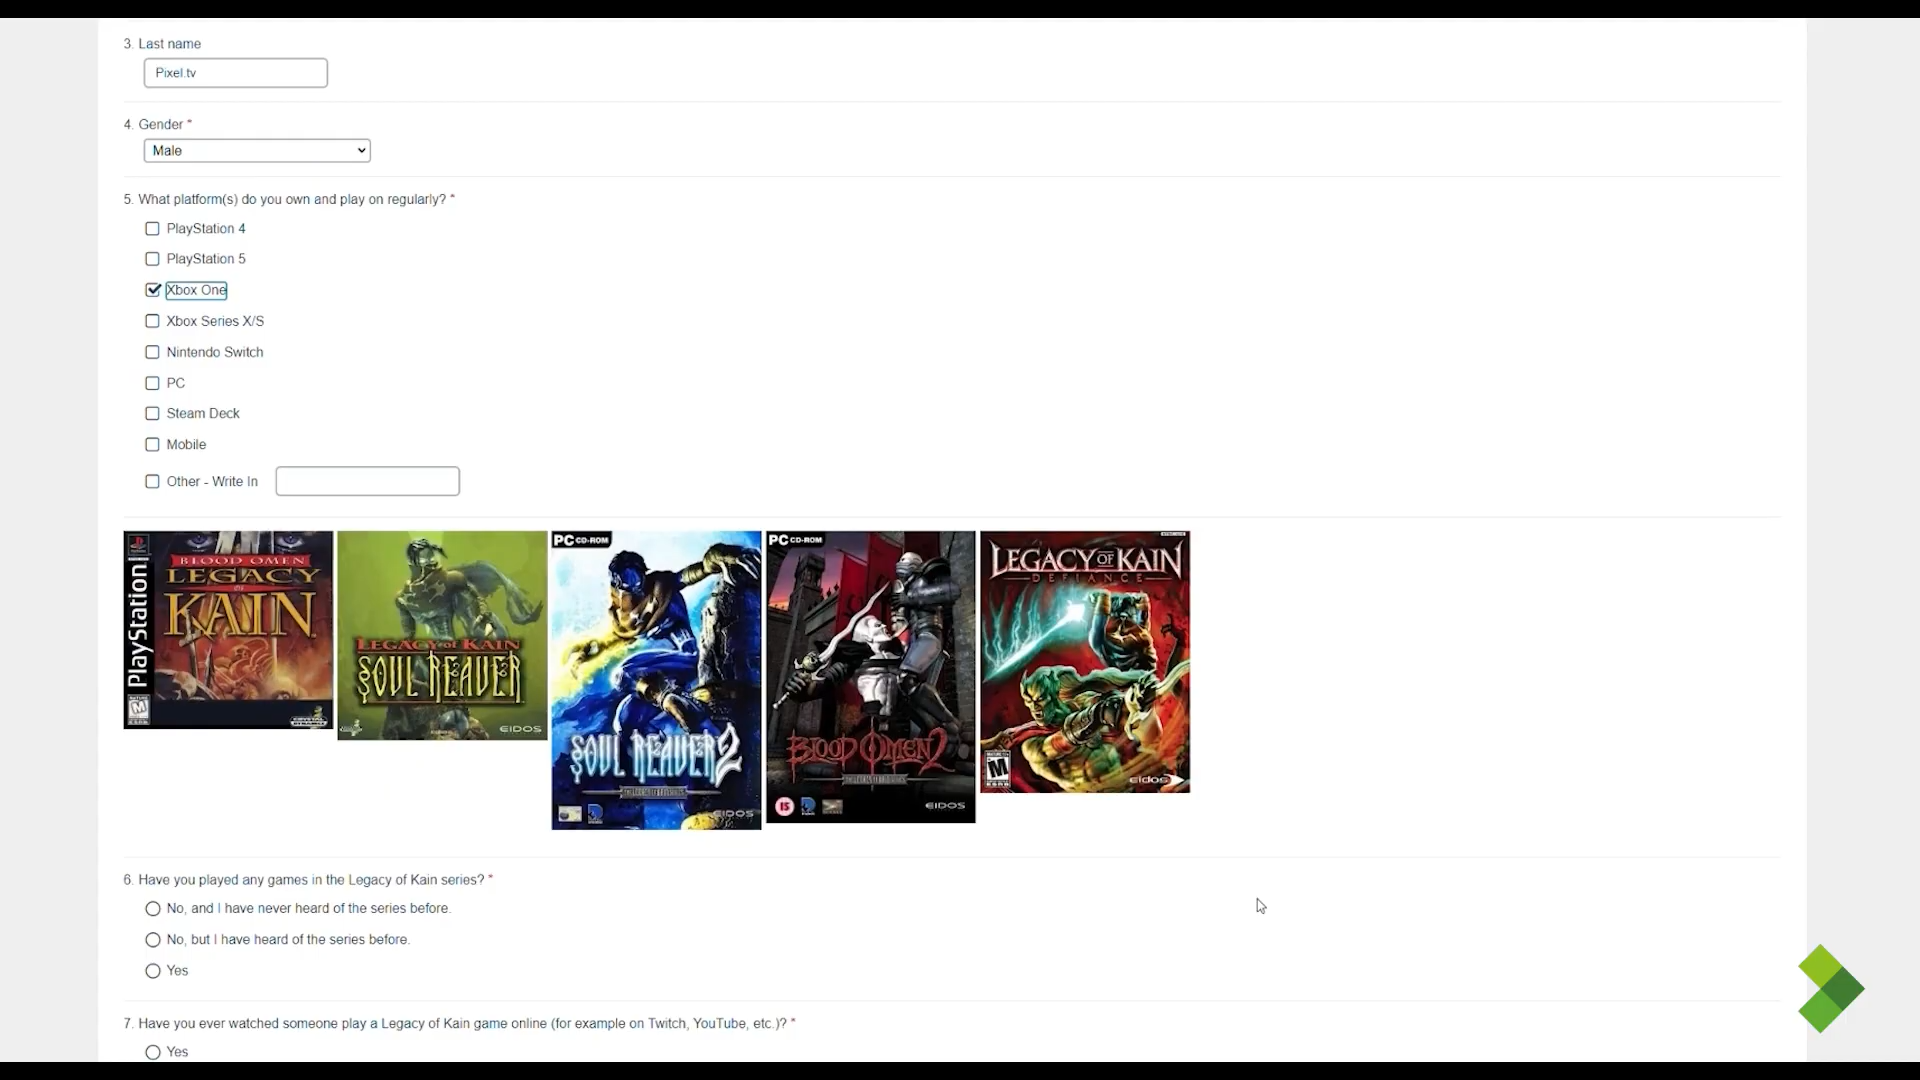 3. Last name
Pixel.tv
4. Gender *
Male
5. What platform(s) do you own and play on regularly? *
PlayStation 4
PlayStation 5
Xbox One
Xbox Series X/S
Nintendo Switch
PC
Steam Deck
Mobile
Other - Write In
PlayStation
BLOOD OMEN
LEGACY
OF
KAIN
M
LEGACY OF KAIN
SOUL REAVER
EIDOS
PC CD-ROM
SOUL REAVER 2
EIDOS
PC CD-ROM
BLOOD OMEN 2
15
EIDOS
LEGACY OF KAIN
DEFIANCE
M
eidos
6. Have you played any games in the Legacy of Kain series? *
No, and I have never heard of the series before.
No, but I have heard of the series before.
Yes
7. Have you ever watched someone play a Legacy of Kain game online (for example on Twitch, YouTube, etc.)? *
Yes